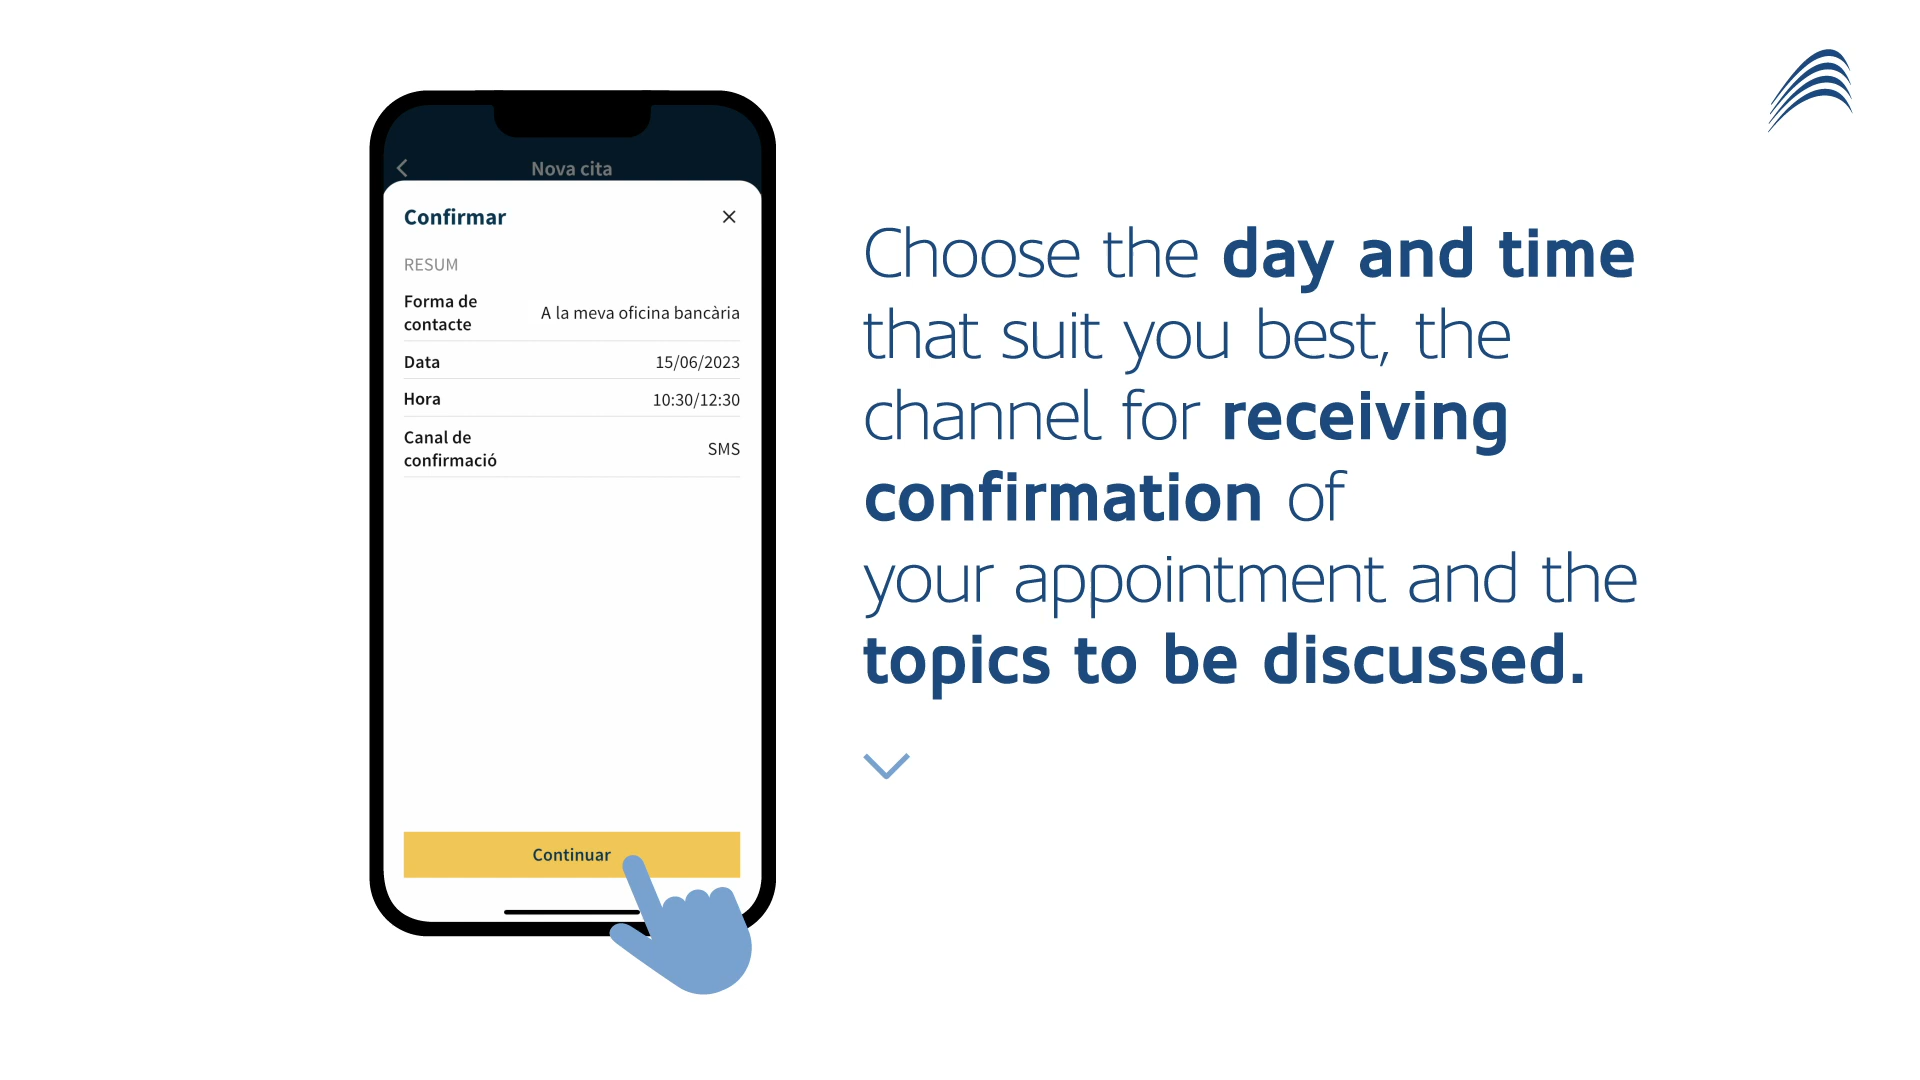 Nova cita
Confirmar
RESUM
Forma de
contacte
A la meva oficina bancària
Data 15/06/2023
Hora 10:30/12:30
Canal de
confirmació
SMS
Continuar
Choose the day and time
that suit you best, the
channel for receiving
confirmation of
your appointment and the
topics to be discussed.